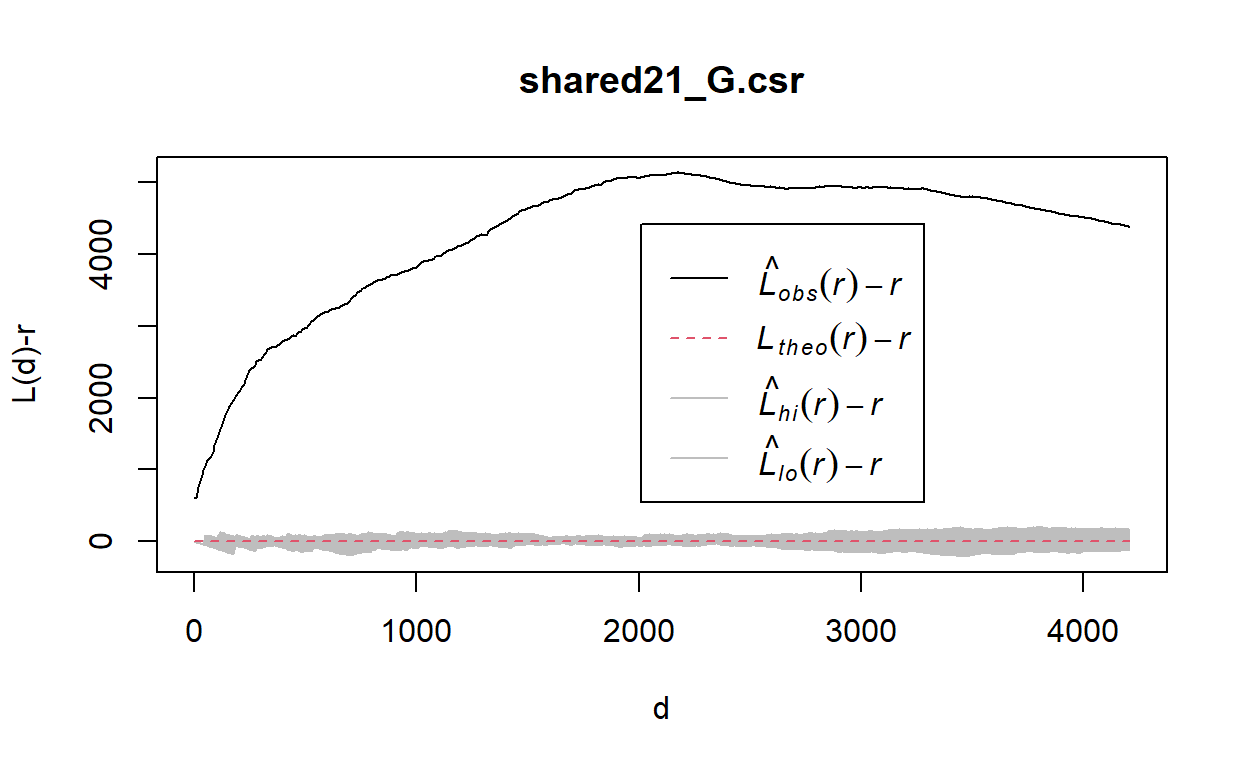 shared21_G.csr
L(d)-r
4000
2000
0
L̂obs(r) − r
Ltheo(r) − r
L̂hi(r) − r
L̂lo(r) − r
0 1000 2000 3000 4000
d